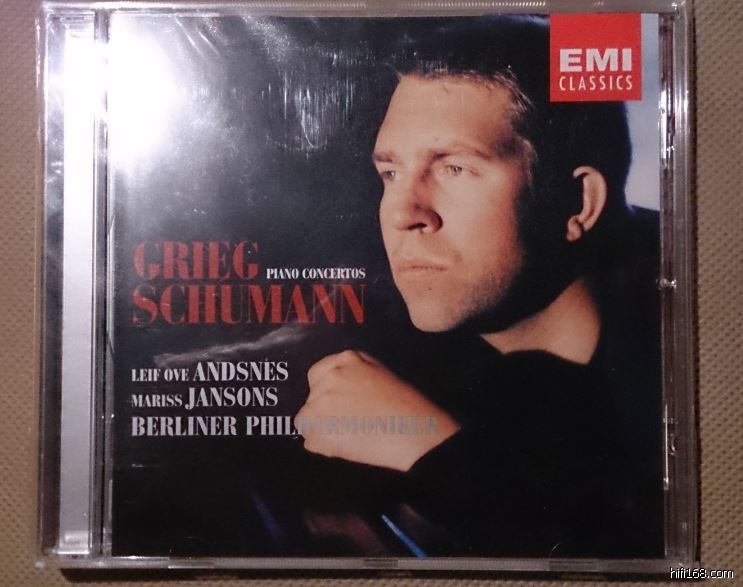 EMI
CLASSICS
GRIEG
PIANO CONCERTOS
SCHUMANN
LEIF OVE ANDSNES
MARISS JANSONS
BERLINER PHILHARMONIKER
hifi168.com